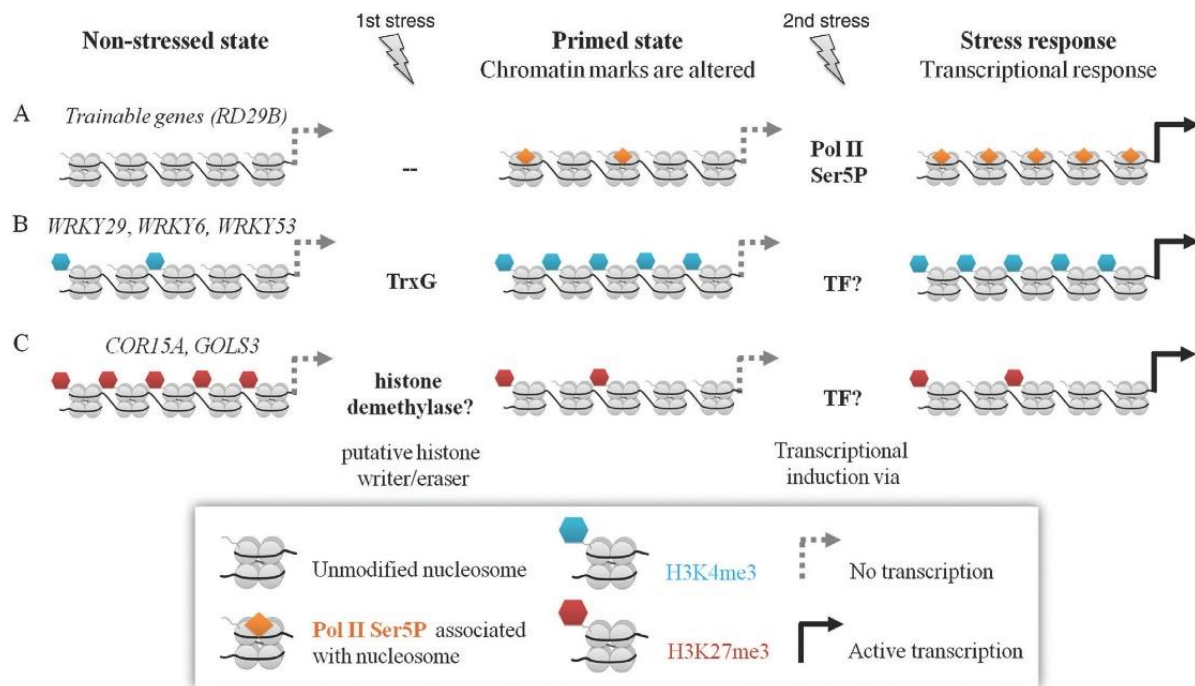 1st stress
2nd stress
Non-stressed state
Primed state
Stress response
Chromatin marks are altered
Transcriptional response
A
Trainable genes (RD29B)
--
Pol II
Ser5P
B
WRKY29, WRKY6, WRKY53
TrxG
TF?
C
COR15A, GOLS3
histone
demethylase?
TF?
putative histone
writer/eraser
Transcriptional
induction via
Unmodified nucleosome
H3K4me3
No transcription
Pol II Ser5P associated
with nucleosome
H3K27me3
Active transcription